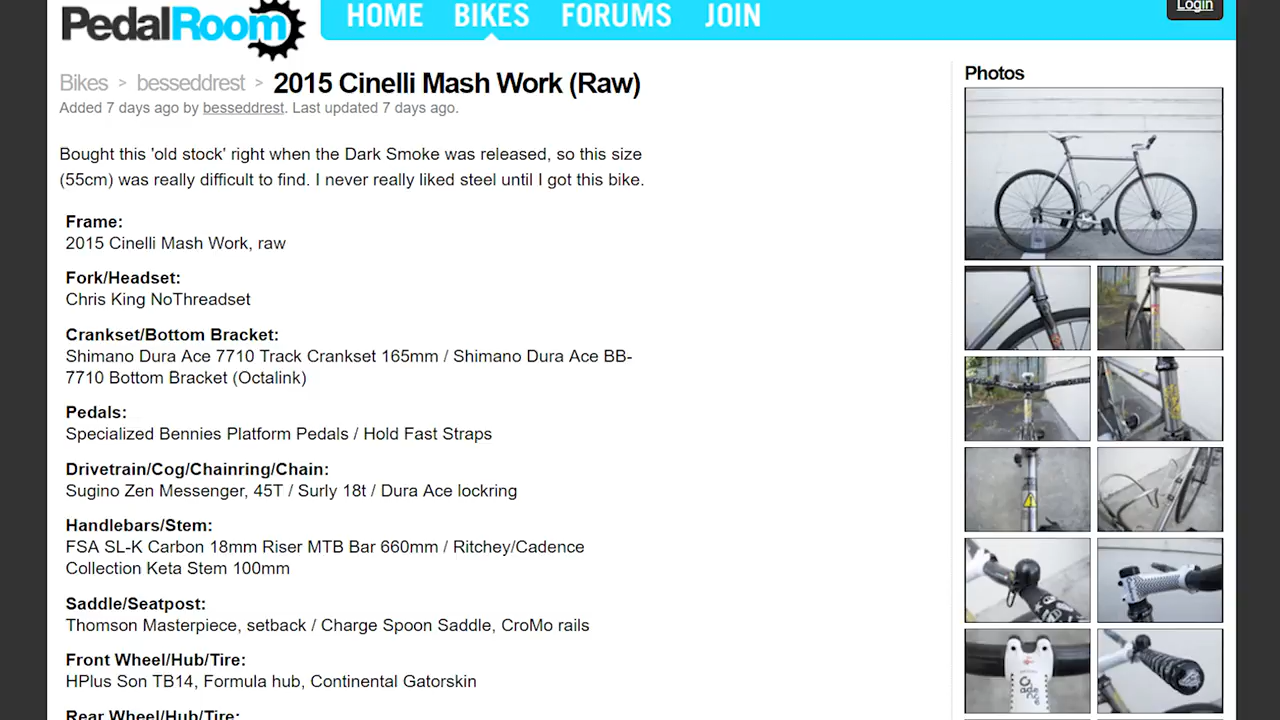 PedalRoom
HOME BIKES FORUMS JOIN
Login
Bikes > besseddrest > 2015 Cinelli Mash Work (Raw)
Added 7 days ago by besseddrest. Last updated 7 days ago.
Bought this 'old stock' right when the Dark Smoke was released, so this size
(55cm) was really difficult to find. I never really liked steel until I got this bike.
Frame:
2015 Cinelli Mash Work, raw
Fork/Headset:
Chris King NoThreadset
Crankset/Bottom Bracket:
Shimano Dura Ace 7710 Track Crankset 165mm / Shimano Dura Ace BB-
7710 Bottom Bracket (Octalink)
Pedals:
Specialized Bennies Platform Pedals / Hold Fast Straps
Drivetrain/Cog/Chainring/Chain:
Sugino Zen Messenger, 45T / Surly 18t / Dura Ace lockring
Handlebars/Stem:
FSA SL-K Carbon 18mm Riser MTB Bar 660mm / Ritchey/Cadence
Collection Keta Stem 100mm
Saddle/Seatpost:
Thomson Masterpiece, setback / Charge Spoon Saddle, CroMo rails
Front Wheel/Hub/Tire:
HPlus Son TB14, Formula hub, Continental Gatorskin
Rear Wheel/Hub/Tire:
Photos